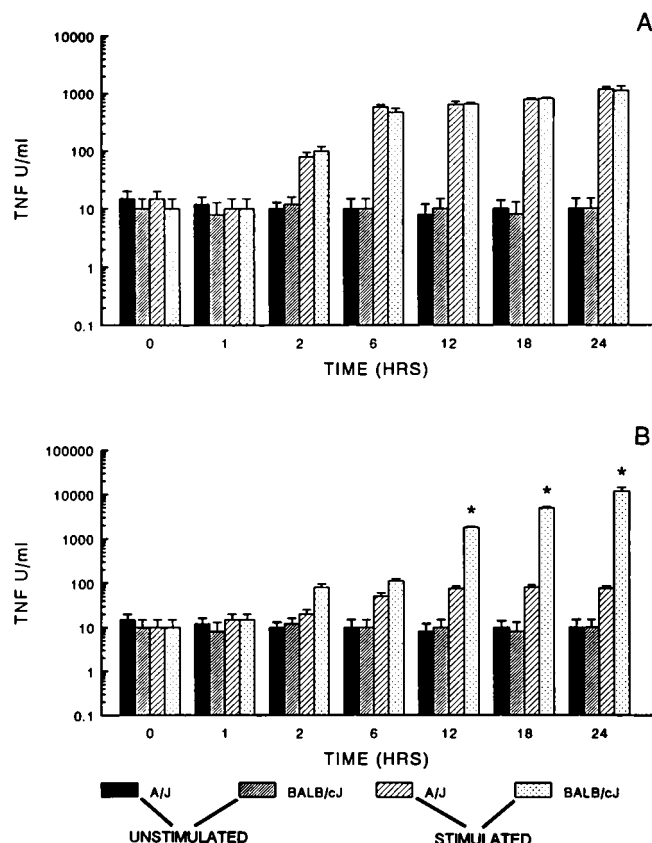 A
TNF U/ml
10000
1000
100
10
1
0.1
0 1 2 6 12 18 24
TIME (HRS)
B
TNF U/ml
100000
10000
1000
100
10
1
0.1
* * *
0 1 2 6 12 18 24
TIME (HRS)
A/J BALB/cJ A/J BALB/cJ
UNSTIMULATED STIMULATED